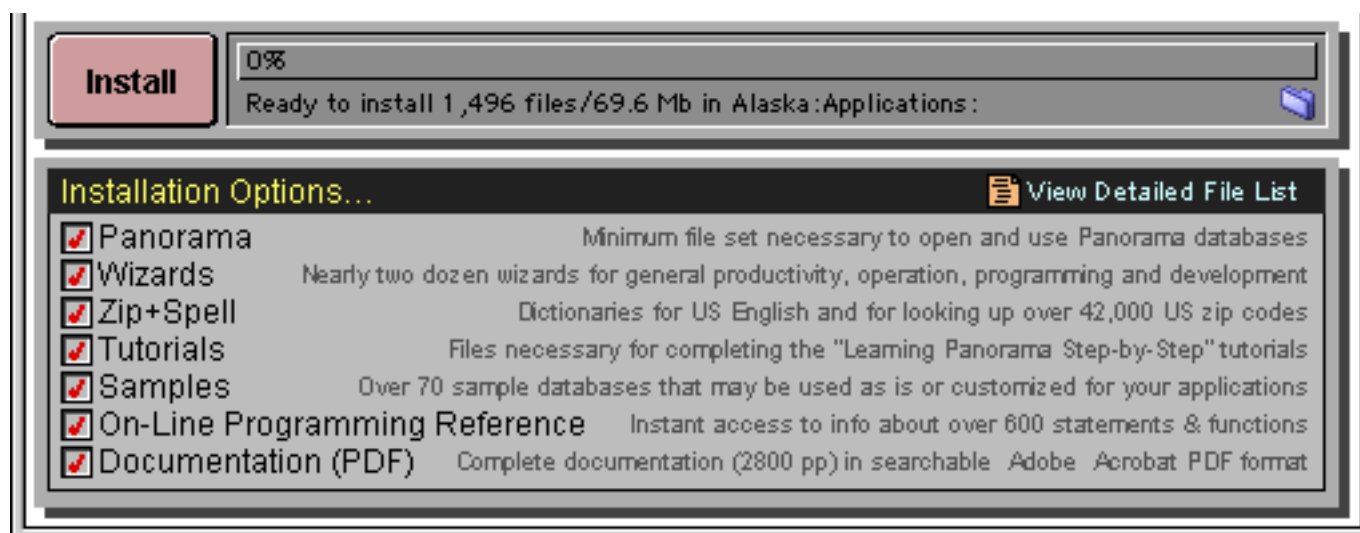 Install
0%
Ready to install 1,496 files/69.6 Mb in Alaska:Applications:
Installation Options... View Detailed File List
Panorama Minimum file set necessary to open and use Panorama databases
Wizards Nearly two dozen wizards for general productivity, operation, programming and development
Zip+Spell Dictionaries for US English and for looking up over 42,000 US zip codes
Tutorials Files necessary for completing the "Learning Panorama Step-by-Step" tutorials
Samples Over 70 sample databases that may be used as is or customized for your applications
On-Line Programming Reference Instant access to info about over 600 statements & functions
Documentation (PDF) Complete documentation (2800 pp) in searchable Adobe Acrobat PDF format